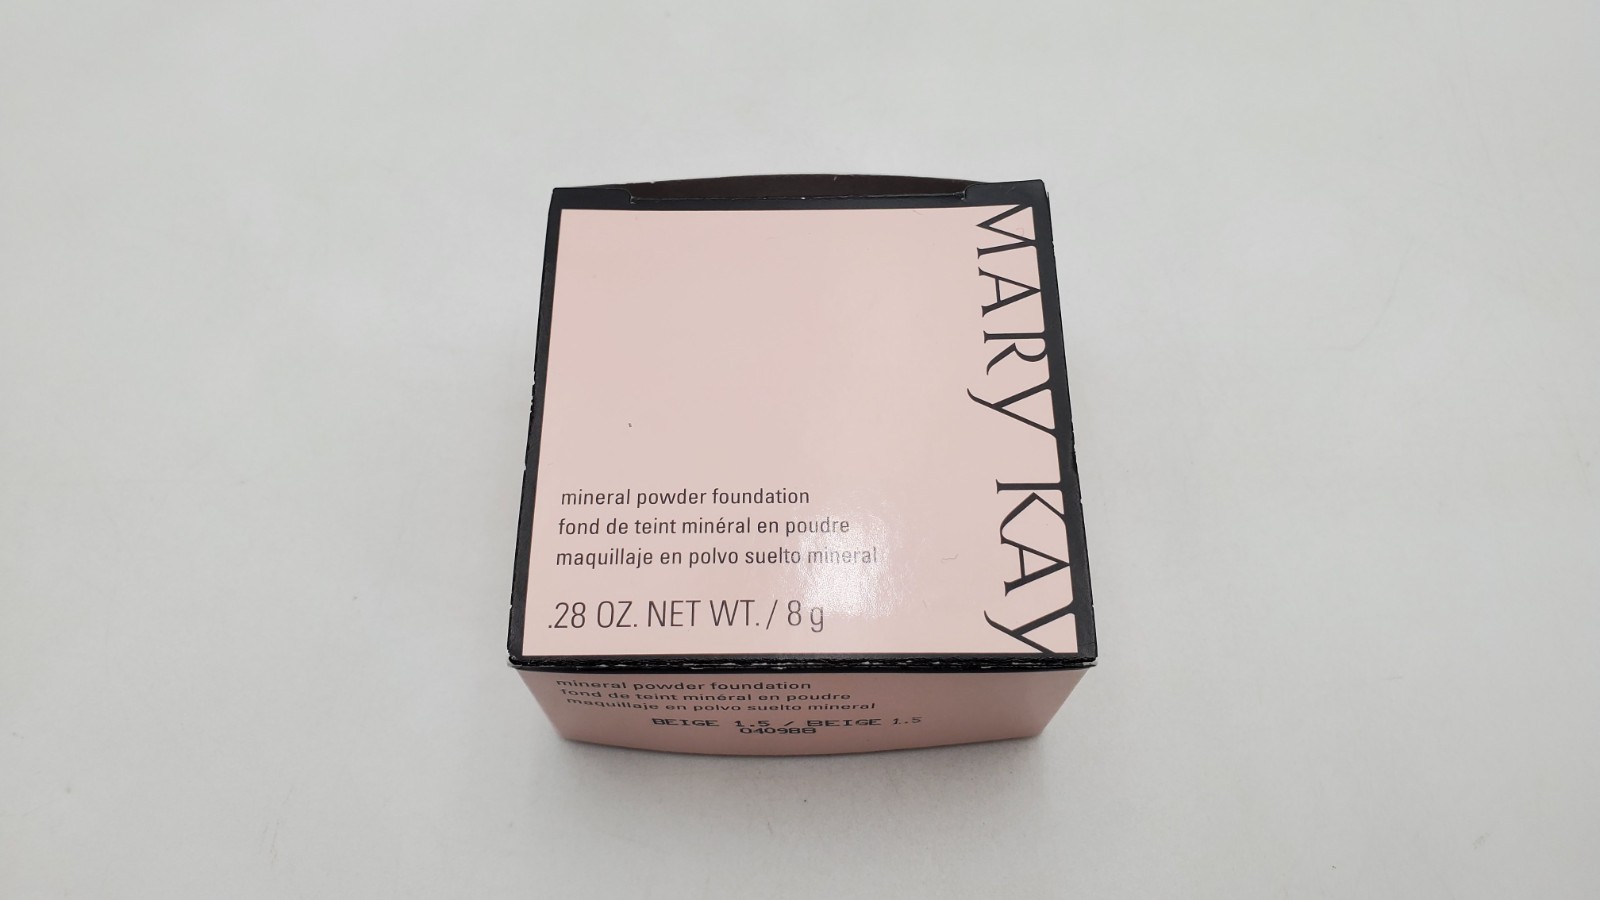 MARY KAY
mineral powder foundation
fond de teint minéral en poudre
maquillaje en polvo suelto mineral
.28 OZ. NET WT. / 8 g
mineral powder foundation
fond de teint minéral en poudre
maquillaje en polvo suelto mineral
BEIGE 1.5 / BEIGE 1.5
040988